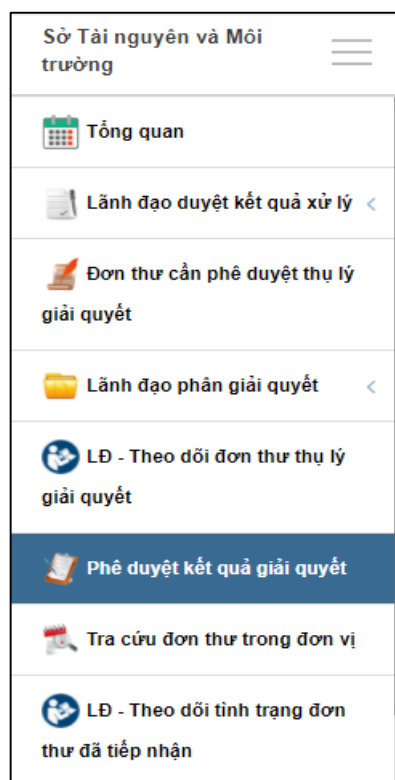 Sở Tài nguyên và Môi
trường
Tổng quan
Lãnh đạo duyệt kết quả xử lý
Đơn thư cần phê duyệt thụ lý
giải quyết
Lãnh đạo phân giải quyết
LĐ - Theo dõi đơn thư thụ lý
giải quyết
Phê duyệt kết quả giải quyết
Tra cứu đơn thư trong đơn vị
LĐ - Theo dõi tình trạng đơn
thư đã tiếp nhận